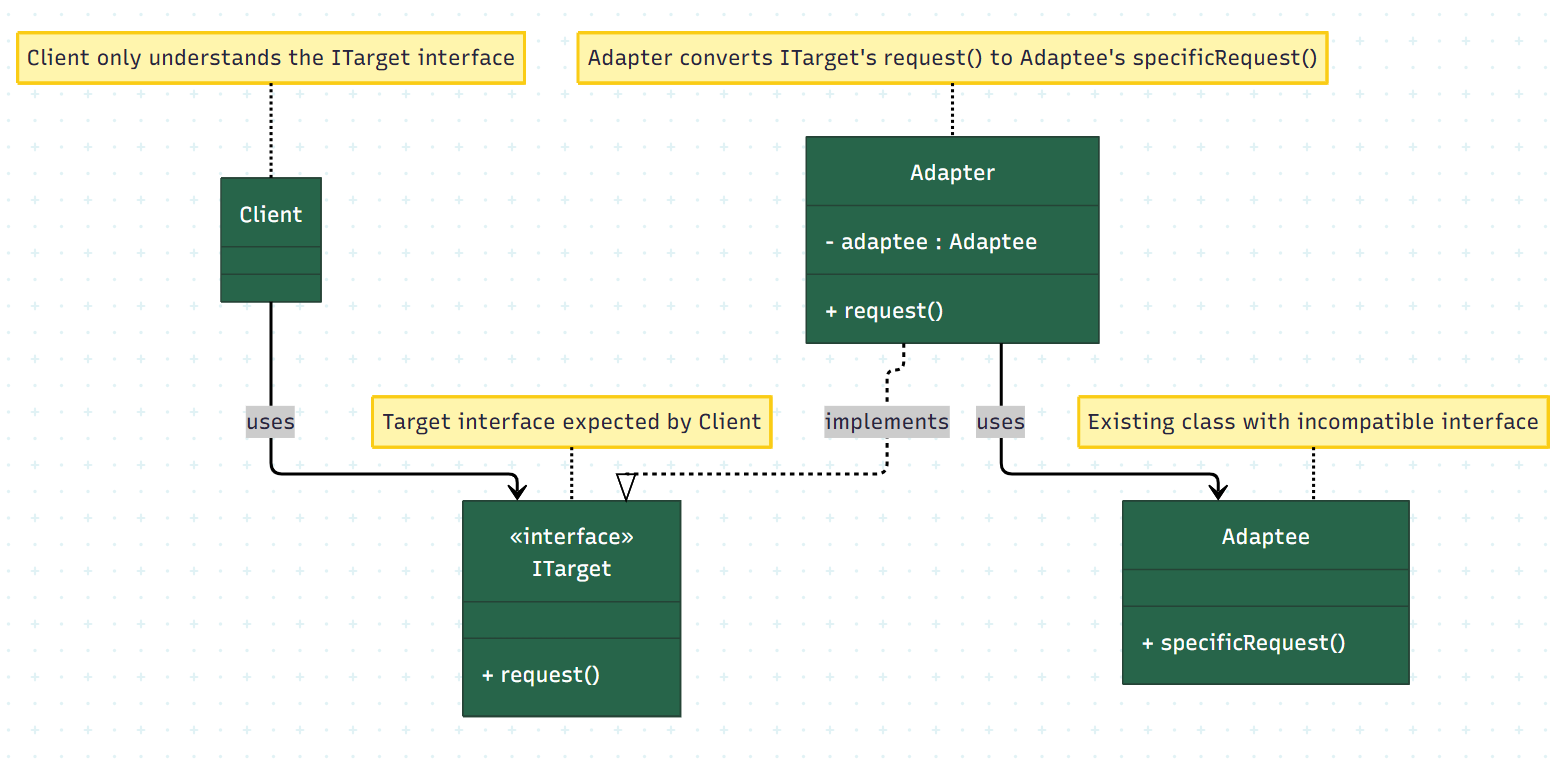 Client only understands the ITarget interface
Adapter converts ITarget's request() to Adaptee's specificRequest()
Client
Adapter
- adaptee : Adaptee
+ request()
uses
Target interface expected by Client
implements
uses
Existing class with incompatible interface
«interface»
ITarget
+ request()
Adaptee
+ specificRequest()